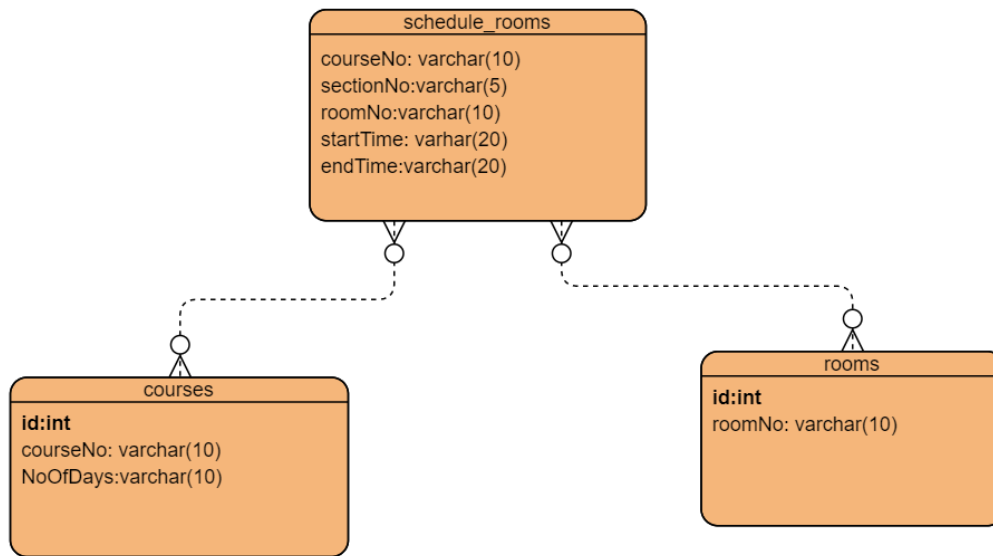 schedule_rooms
courseNo: varchar(10)
sectionNo:varchar(5)
roomNo:varchar(10)
startTime: varhar(20)
endTime:varchar(20)
courses
id:int
courseNo: varchar(10)
NoOfDays:varchar(10)
rooms
id:int
roomNo: varchar(10)